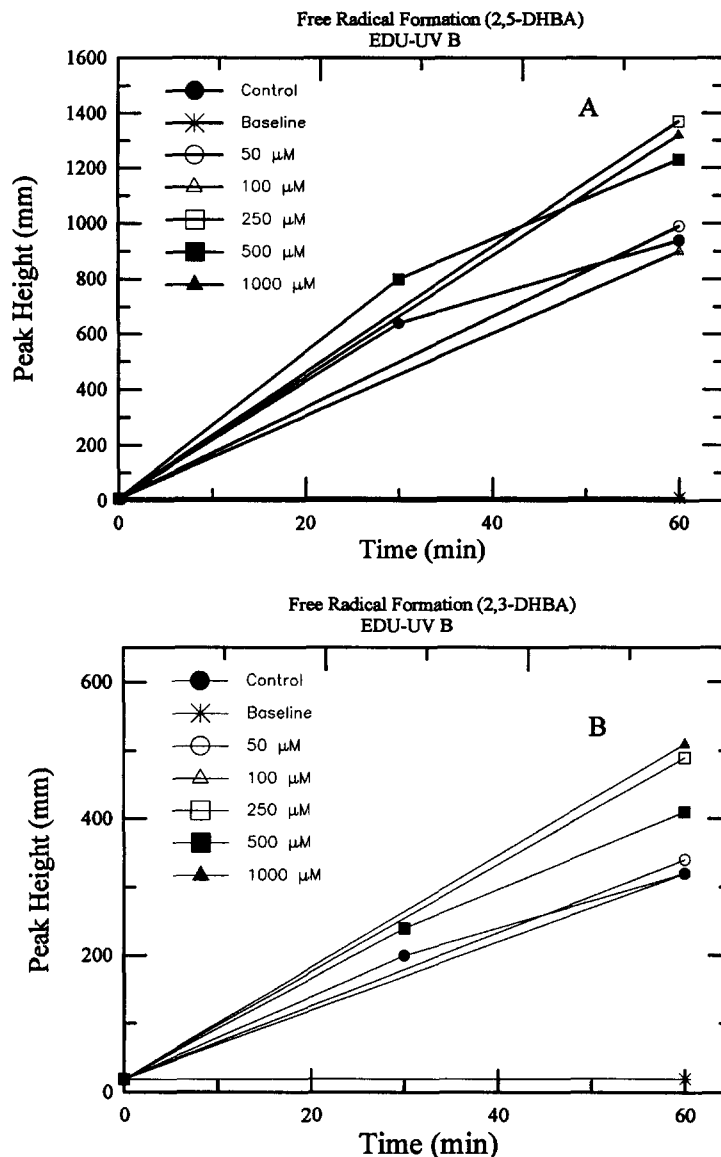 Free Radical Formation (2,5-DHBA)
EDU-UV B
1600
1400
1200
1000
800
600
400
200
0
Peak Height (mm)
Control
Baseline
50 μM
100 μM
250 μM
500 μM
1000 μM
A
0
20
40
60
Time (min)
Free Radical Formation (2,3-DHBA)
EDU-UV B
600
400
200
0
Peak Height (mm)
Control
Baseline
50 μM
100 μM
250 μM
500 μM
1000 μM
B
0
20
40
60
Time (min)